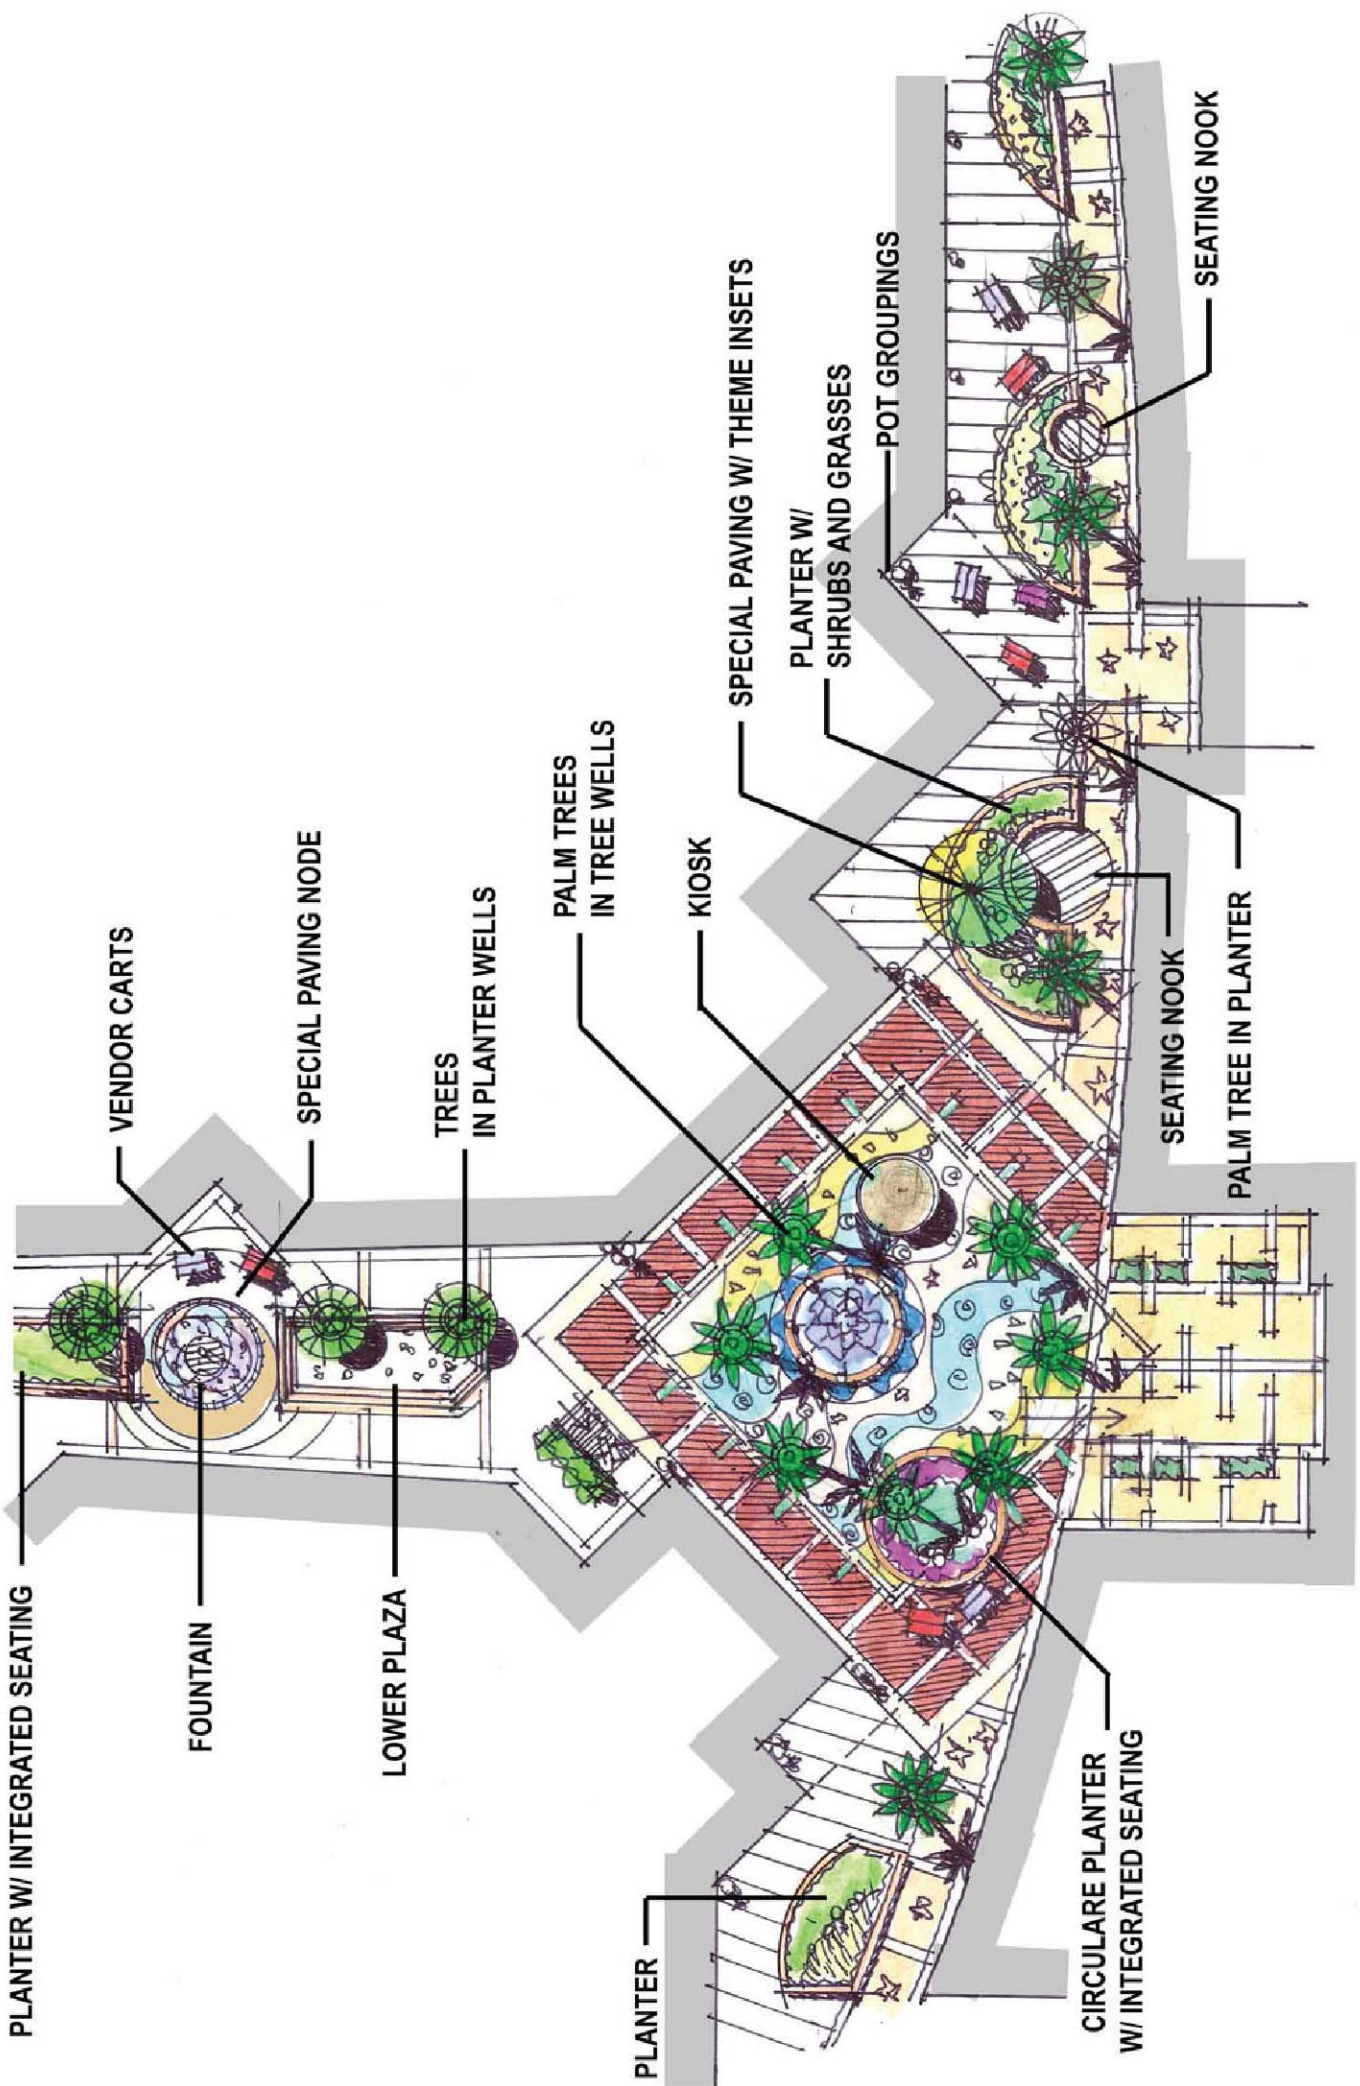 PLANTER W/ INTEGRATED SEATING
FOUNTAIN
LOWER PLAZA
VENDOR CARTS
SPECIAL PAVING NODE
TREES
IN PLANTER WELLS
PALM TREES
IN TREE WELLS
KIOSK
SPECIAL PAVING W/ THEME INSETS
PLANTER W/
SHRUBS AND GRASSES
POT GROUPINGS
SEATING NOOK
PLANTER
CIRCULARE PLANTER
W/ INTEGRATED SEATING
SEATING NOOK
PALM TREE IN PLANTER